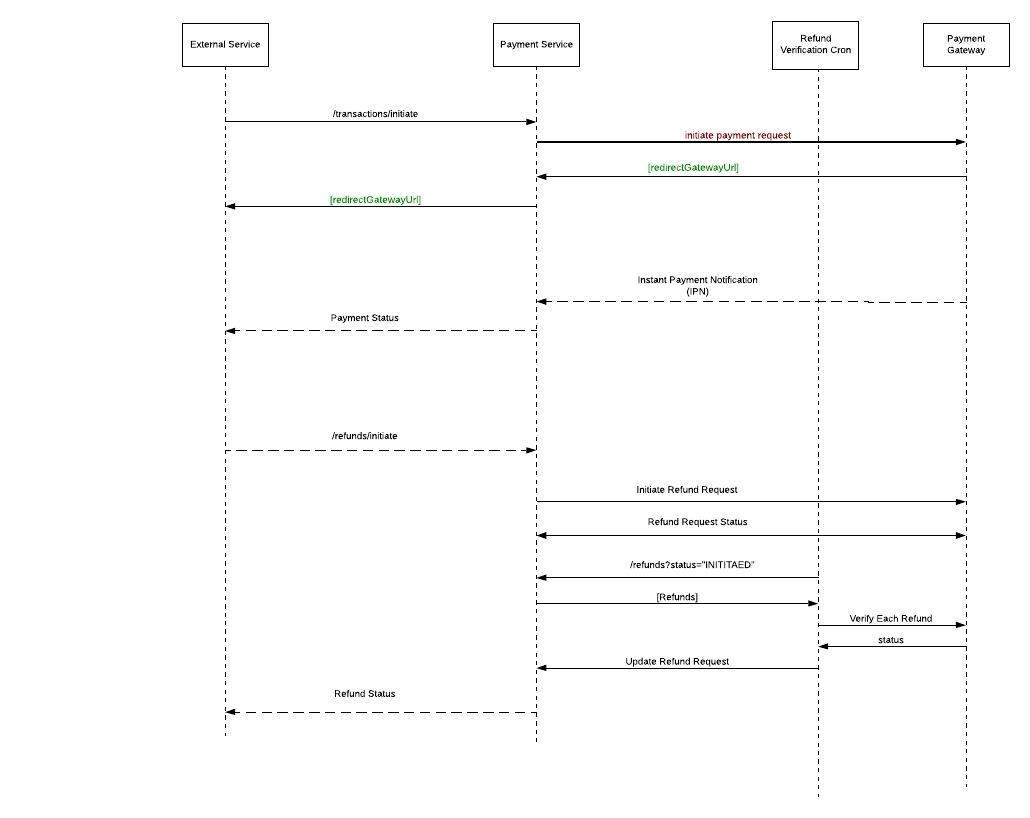 External Service
Payment Service
Refund
Verification Cron
Payment
Gateway
/transactions/initiate
initiate payment request
[redirectGatewayUrl]
[redirectGatewayUrl]
Instant Payment Notification
(IPN)
Payment Status
/refunds/initiate
Initiate Refund Request
Refund Request Status
/refunds?status="INITITAED"
[Refunds]
Verify Each Refund
status
Update Refund Request
Refund Status